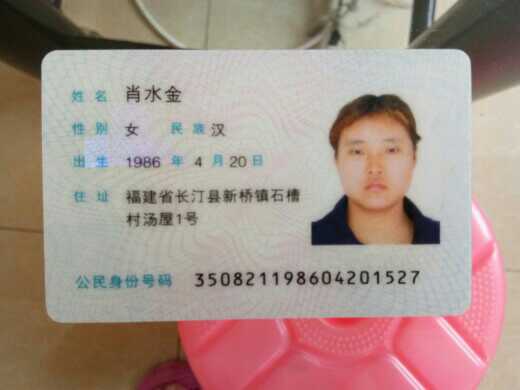 姓名 肖水金
性别 女 民族 汉
出生 1986 年 4 月 20 日
住址 福建省长汀县新桥镇石槽
村汤屋1号
公民身份号码 350821198604201527